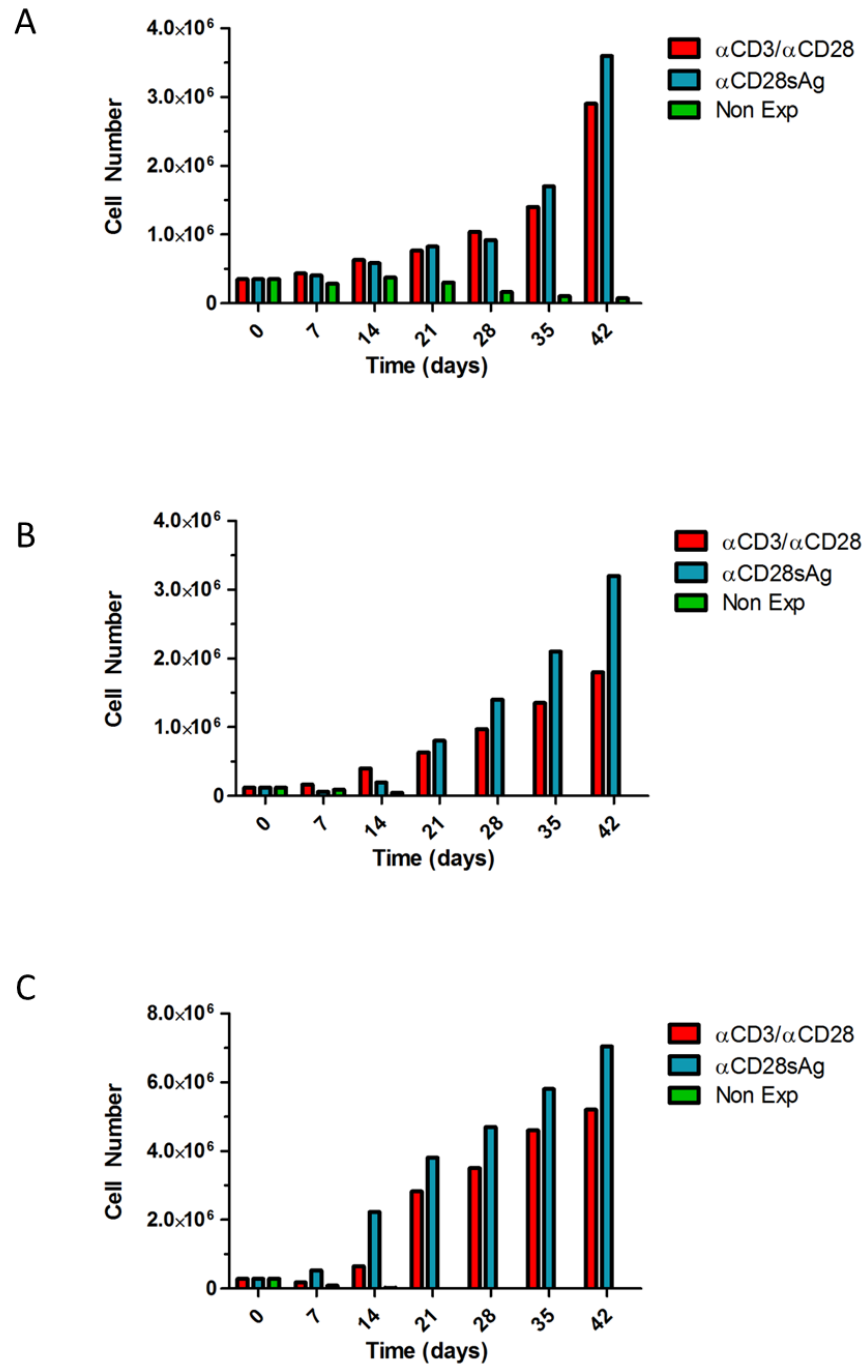 A
4.0×10⁶
3.0×10⁶
2.0×10⁶
1.0×10⁶
0
Cell Number
0 7 14 21 28 35 42
Time (days)
αCD3/αCD28
αCD28sAg
Non Exp
B
4.0×10⁶
3.0×10⁶
2.0×10⁶
1.0×10⁶
0
Cell Number
0 7 14 21 28 35 42
Time (days)
αCD3/αCD28
αCD28sAg
Non Exp
C
8.0×10⁶
6.0×10⁶
4.0×10⁶
2.0×10⁶
0
Cell Number
0 7 14 21 28 35 42
Time (days)
αCD3/αCD28
αCD28sAg
Non Exp